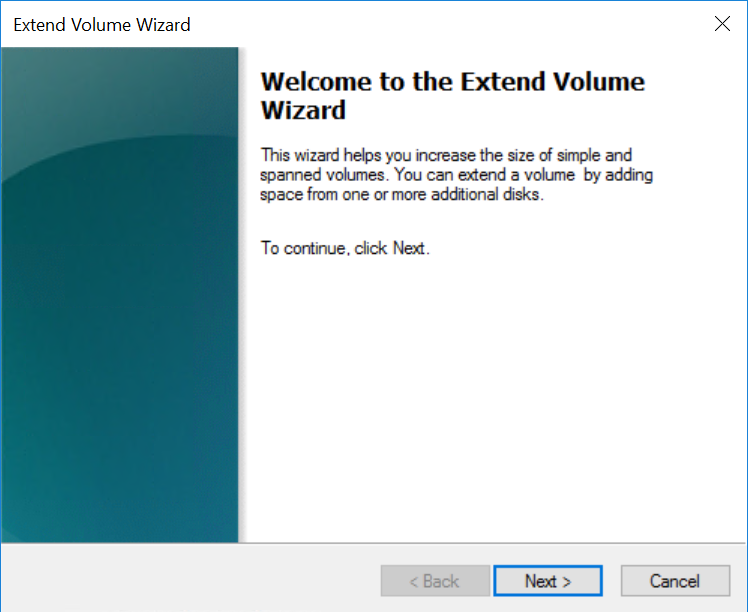 Extend Volume Wizard
Welcome to the Extend Volume
Wizard
This wizard helps you increase the size of simple and
spanned volumes. You can extend a volume  by adding
space from one or more additional disks.
To continue, click Next.
< Back
Next >
Cancel